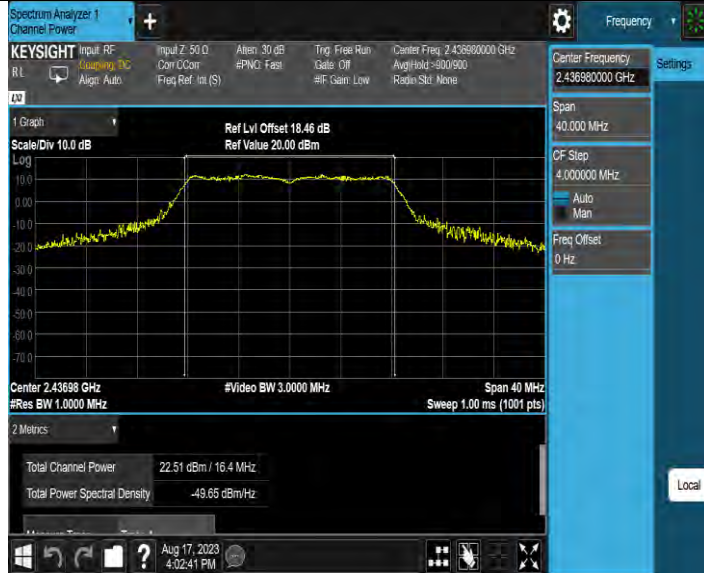 Spectrum Analyzer 1
Channel Power
+
Frequency
KEYSIGHT
Input: RF
Coupling: DC
Align: Auto
Input Z: 50 Ω
Corr CCorr
Freq Ref: Int (S)
Atten: 30 dB
#PNO: Fast
Trig: Free Run
Gate: Off
#IF Gain: Low
Center Freq: 2.436980000 GHz
Avg|Hold:>900/900
Radio Std: None
RL
Center Frequency
2.436980000 GHz
Settings
Span
40.000 MHz
CF Step
4.000000 MHz
Auto
Man
Freq Offset
0 Hz
1 Graph
Scale/Div 10.0 dB
Ref Lvl Offset 18.46 dB
Ref Value 20.00 dBm
Log
10.0
0.00
-10.0
-20.0
-30.0
-40.0
-50.0
-60.0
-70.0
Center 2.43698 GHz
#Video BW 3.0000 MHz
Span 40 MHz
#Res BW 1.0000 MHz
Sweep 1.00 ms (1001 pts)
2 Metrics
Total Channel Power
22.51 dBm / 16.4 MHz
Total Power Spectral Density
-49.65 dBm/Hz
Local
?
Aug 17, 2023
4:02:41 PM